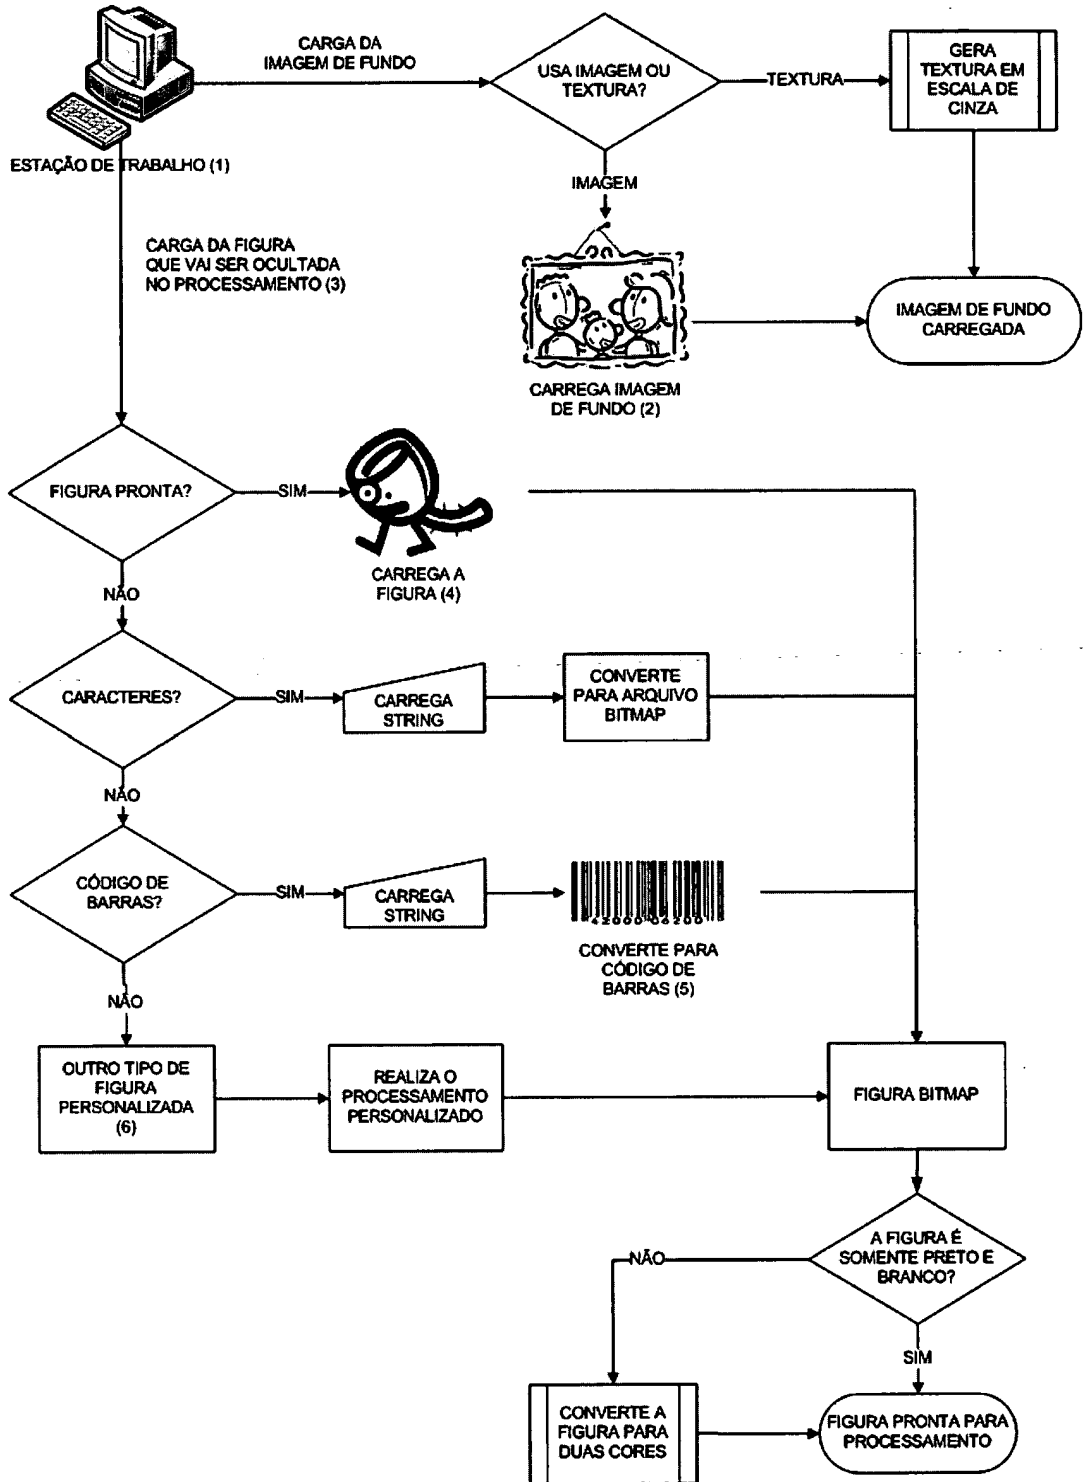 CARGA DA
IMAGEM DE FUNDO
USA IMAGEM OU
TEXTURA?
TEXTURA
GERA
TEXTURA EM
ESCALA DE
CINZA
ESTAÇÃO DE TRABALHO (1)
IMAGEM
CARGA DA FIGURA
QUE VAI SER OCULTADA
NO PROCESSAMENTO (3)
IMAGEM DE FUNDO
CARREGADA
CARREGA IMAGEM
DE FUNDO (2)
FIGURA PRONTA?
SIM
CARREGA A
FIGURA (4)
NÃO
CARACTERES?
SIM
CARREGA
STRING
CONVERTE
PARA ARQUIVO
BITMAP
NÃO
CÓDIGO DE
BARRAS?
SIM
CARREGA
STRING
42000 06200
CONVERTE PARA
CÓDIGO DE
BARRAS (5)
NÃO
OUTRO TIPO DE
FIGURA
PERSONALIZADA
(6)
REALIZA O
PROCESSAMENTO
PERSONALIZADO
FIGURA BITMAP
A FIGURA É
SOMENTE PRETO E
BRANCO?
NÃO
SIM
CONVERTE A
FIGURA PARA
DUAS CORES
FIGURA PRONTA PARA
PROCESSAMENTO